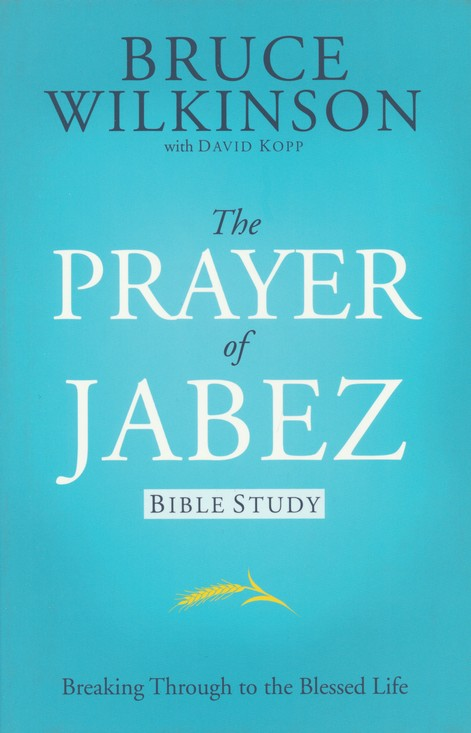 BRUCE
WILKINSON
with DAVID KOPP
The
PRAYER
of
JABEZ
BIBLE STUDY
Breaking Through to the Blessed Life